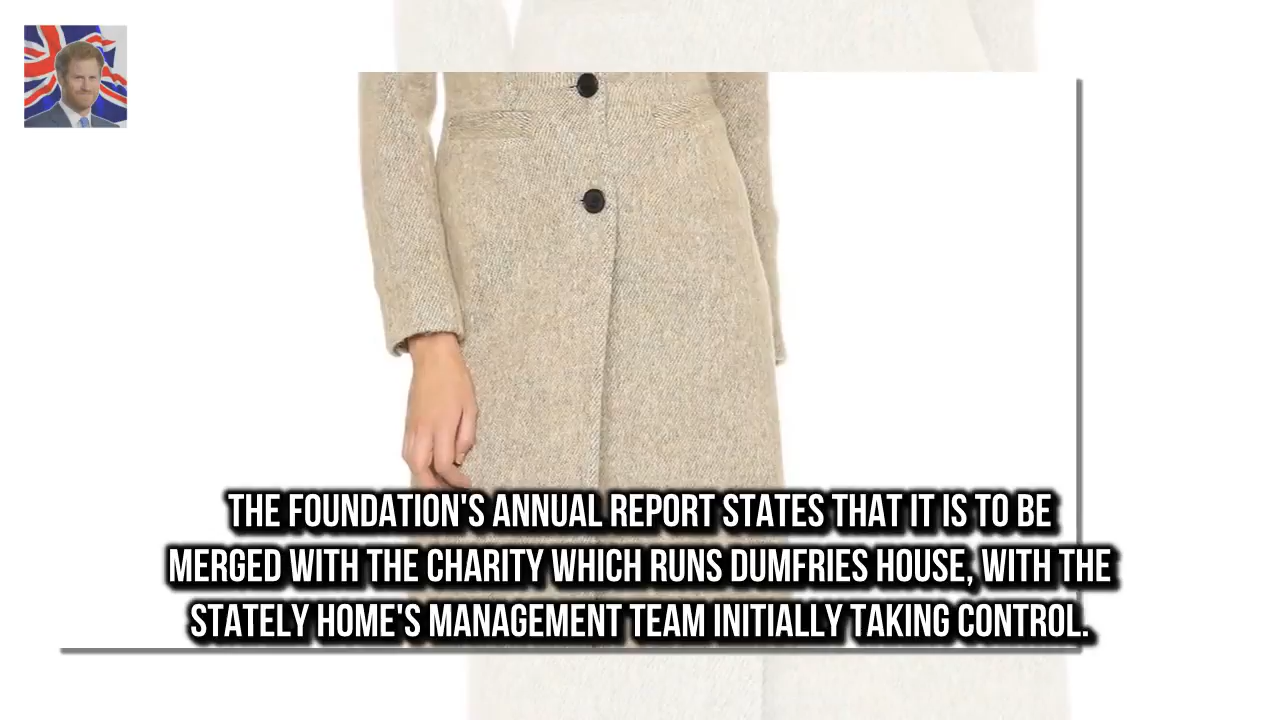 THE FOUNDATION'S ANNUAL REPORT STATES THAT IT IS TO BE
MERGED WITH THE CHARITY WHICH RUNS DUMFRIES HOUSE, WITH THE
STATELY HOME'S MANAGEMENT TEAM INITIALLY TAKING CONTROL.